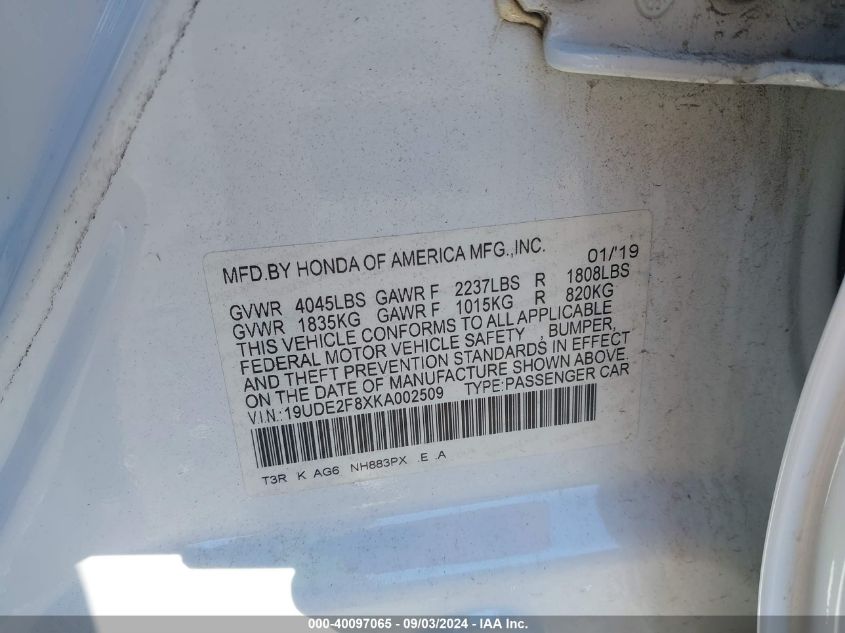 MFD.BY HONDA OF AMERICA MFG.,INC. 01/'19
GVWR 4045LBS GAWR F 2237LBS R 1808LBS
GVWR 1835KG GAWR F 1015KG R 820KG
THIS VEHICLE CONFORMS TO ALL APPLICABLE
FEDERAL MOTOR VEHICLE SAFETY , BUMPER,
AND THEFT PREVENTION STANDARDS IN EFFECT
ON THE DATE OF MANUFACTURE SHOWN ABOVE.
V.I.N.:19UDE2F8XKA002509 TYPE:PASSENGER CAR
T3R K AG6 NH883PX .E .A
000-40097065 - 09/03/2024 - IAA Inc.